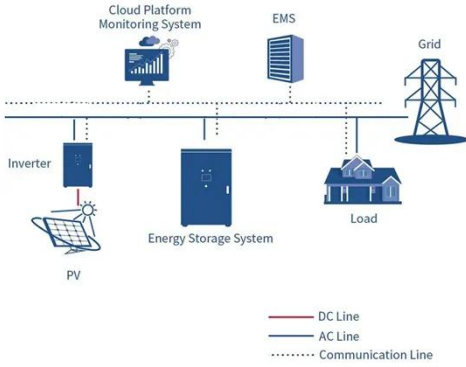 Cloud Platform
Monitoring System
EMS
Grid
Inverter
Energy Storage System
Load
PV
DC Line
AC Line
Communication Line